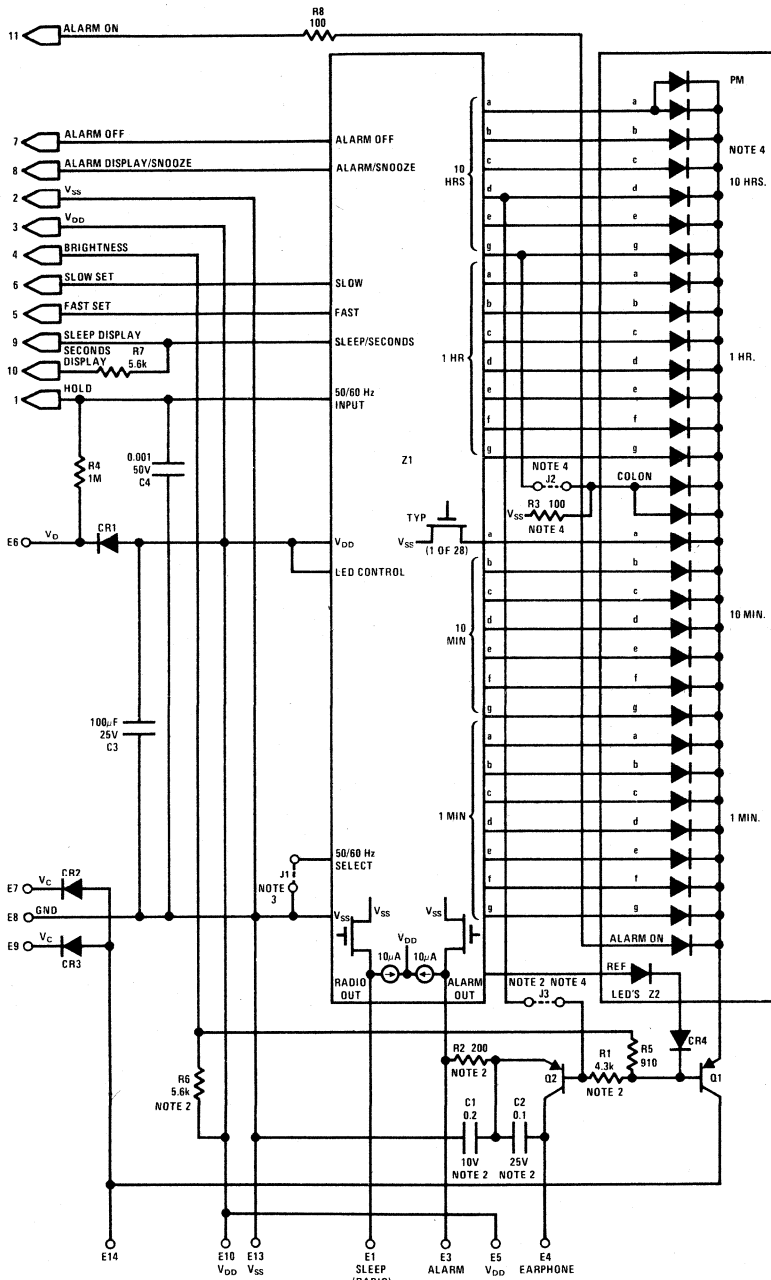 R8
100
11 ALARM ON
PM
a a
7 ALARM OFF ALARM OFF b b
NOTE 4
8 ALARM DISPLAY/SNOOZE ALARM/SNOOZE 10 HRS c c
2 VSS d d 10 HRS.
3 VDD e e
4 BRIGHTNESS g g
6 SLOW SET SLOW a a
5 FAST SET FAST b b
9 SLEEP DISPLAY SLEEP/SECONDS c c
10 SECONDS DISPLAY R7 5.6k 1 HR d d 1 HR.
1 HOLD 50/60 Hz INPUT e e
f f
g g
R4
1M
0.001
50V
C4
Z1
NOTE 4
J2
COLON
VSS R3 100
NOTE 4
TYP
VSS (1 OF 28) a a
E6 VD CR1 VDD
LED CONTROL b b
c c
10 MIN d d 10 MIN.
e e
f f
g g
100µF
25V
C3
a a
b b
c c
1 MIN d d 1 MIN.
e e
f f
g g
50/60 Hz
SELECT
J1
NOTE
3
E7 VC CR2
E8 GND VSS VSS VSS
E9 VC CR3
VDD
10µA 10µA
RADIO OUT ALARM OUT
ALARM ON
REF
LED'S Z2
NOTE 2 NOTE 4
J3
CR4
R2 200
NOTE 2
R1
4.3k
NOTE 2
R5
910
Q2 Q1
R6
5.6k
NOTE 2
C1
0.2
10V
NOTE 2
C2
0.1
25V
NOTE 2
E14 E10 VDD E13 VSS E1 SLEEP (RADIO) E3 ALARM E5 VDD E4 EARPHONE